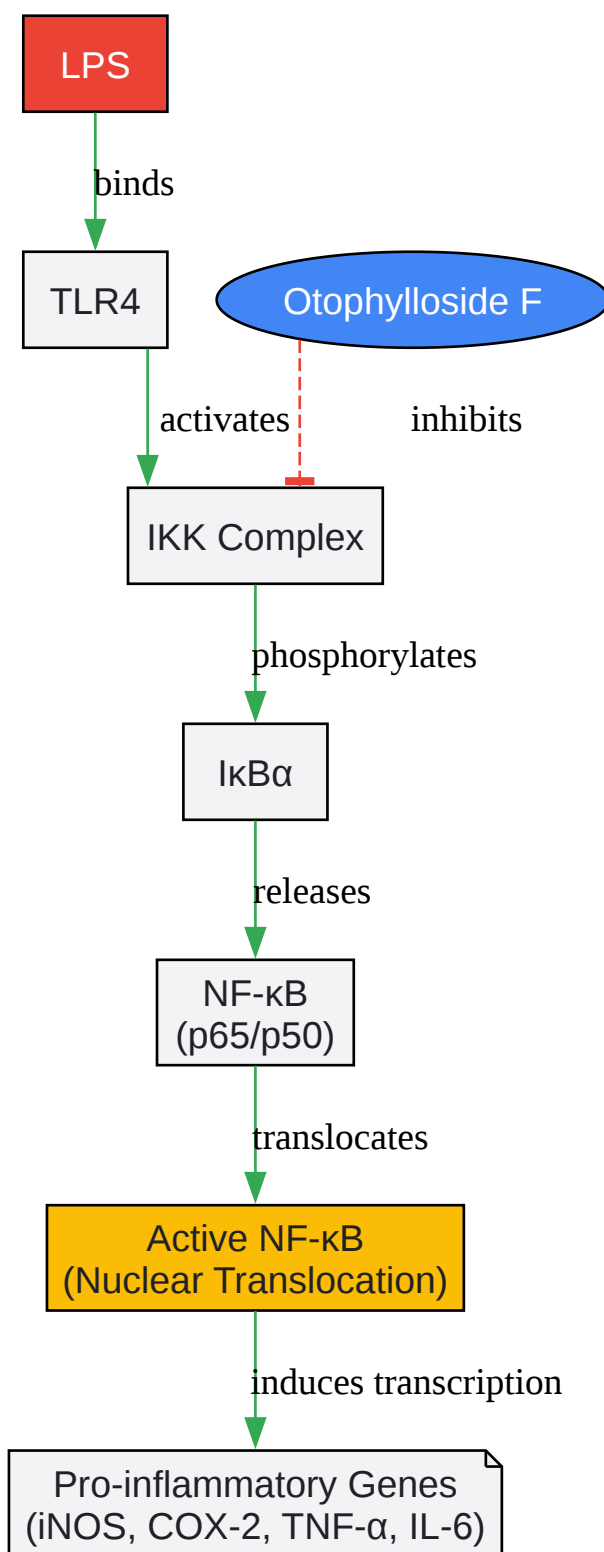 LPS
binds
TLR4
Otophylloside F
activates
inhibits
IKK Complex
phosphorylates
IκBα
releases
NF-κB
(p65/p50)
translocates
Active NF-κB
(Nuclear Translocation)
induces transcription
Pro-inflammatory Genes
(iNOS, COX-2, TNF-α, IL-6)